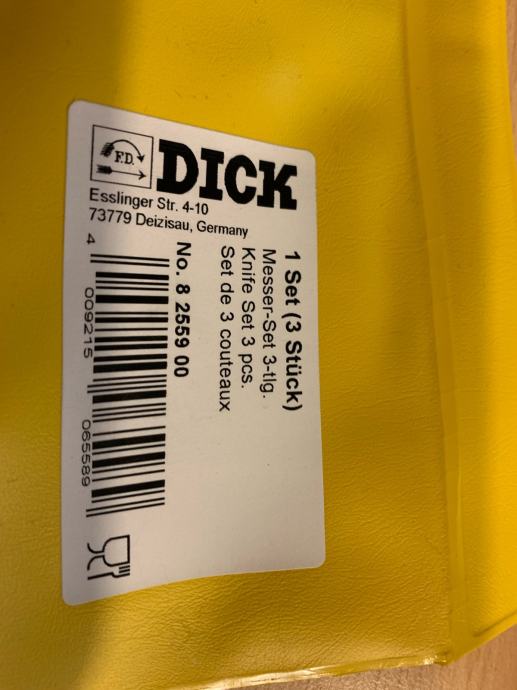 F.D.
DICK
Esslinger Str. 4-10
73779 Deizisau, Germany
1 Set (3 Stück)
Messer-Set 3-tlg.
Knife Set 3 pcs.
Set de 3 couteaux
No. 8 2559 00
4 009215 065589